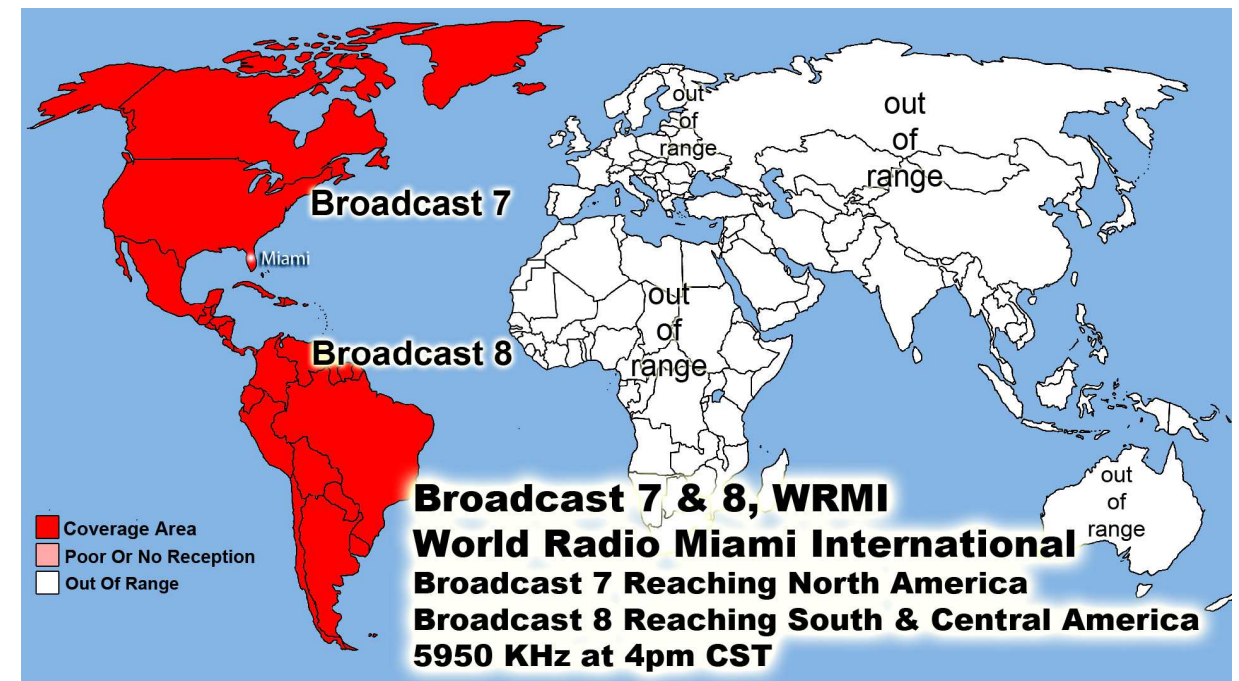 out
of
range
out
of
range
Broadcast 7
Miami
out
of
range
Broadcast 8
out
of
range
Broadcast 7 & 8, WRMI
World Radio Miami International
Broadcast 7 Reaching North America
Broadcast 8 Reaching South & Central America
5950 KHz at 4pm CST
Coverage Area
Poor Or No Reception
Out Of Range